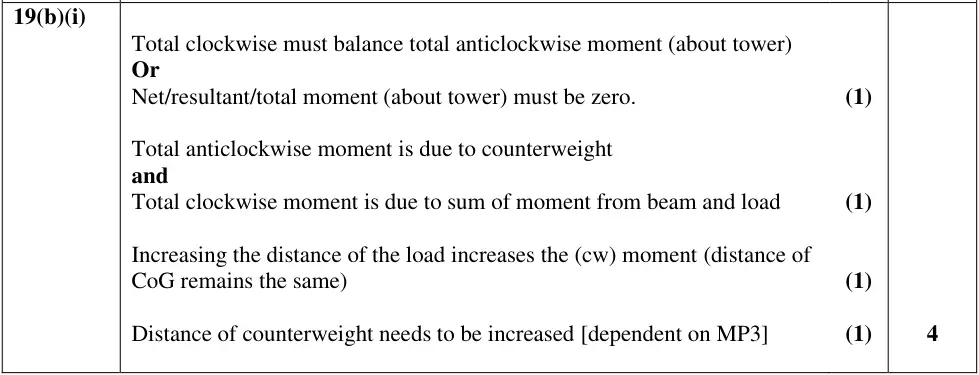 19(b)(i)
Total clockwise must balance total anticlockwise moment (about tower)
Or
Net/resultant/total moment (about tower) must be zero. (1)
Total anticlockwise moment is due to counterweight
and
Total clockwise moment is due to sum of moment from beam and load (1)
Increasing the distance of the load increases the (cw) moment (distance of
CoG remains the same) (1)
Distance of counterweight needs to be increased [dependent on MP3] (1) 4